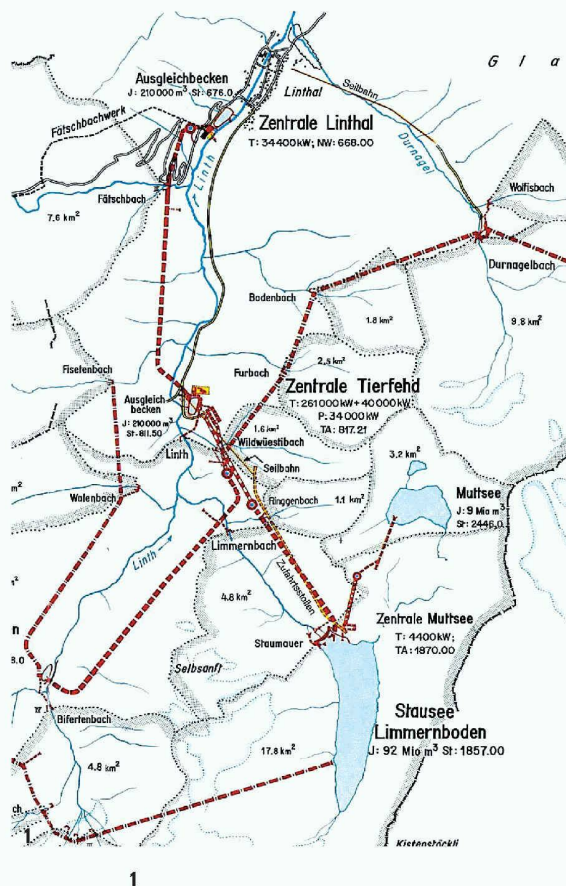 G l a
Ausgleichbecken
J: 210000 m³ St: 676.0
Linthal
Seilbahn
Fätschbachwerk
Zentrale Linthal
T: 34400 kW; NW: 668.00
Durnagel
Linth
Wolfisbach
Fätschbach
7.6 km²
Durnagelbach
Bodenbach
1.8 km²
9.8 km²
2.5 km²
Fisetenbach
Furbach
Zentrale Tierfehd
T: 261000 kW + 40000 kW
P: 34000 kW
TA: 817.21
Ausgleich
becken
J: 210000 m³
St: 811.50
1.6 km²
Wildwüestibach
Linth
Seilbahn
3.2 km²
Muttsee
J: 9 Mio m³
St: 2446.0
m²
Walenbach
Ringgenbach
1.1 km²
Limmernbach
Linth
Zufahrtsstollen
4.8 km²
Zentrale Muttsee
T: 4400 kW;
TA: 1870.00
n
8.0
Staumauer
Selbsanft
Stausee
Limmernboden
J: 92 Mio m³ St: 1857.00
Bifertenbach
17.8 km²
4.8 km²
ch.
Kistenstöckli
1